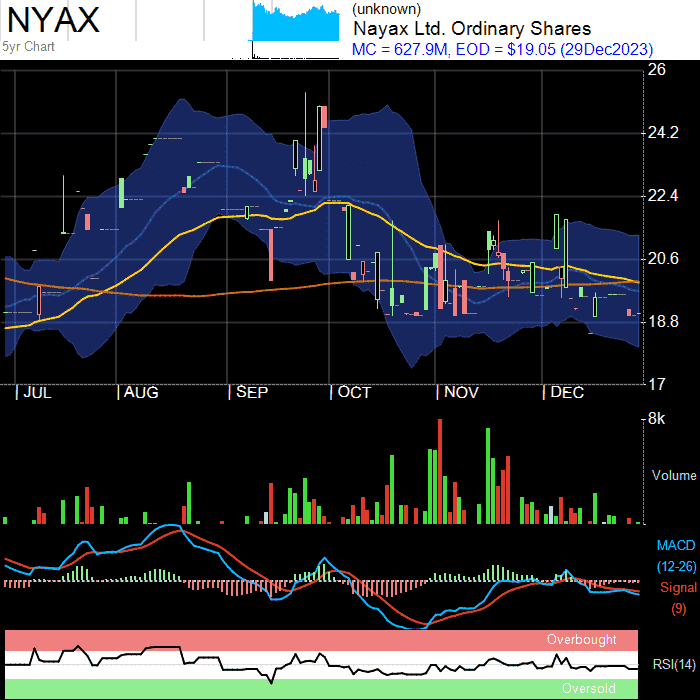 NYAX
5yr Chart
(unknown)
Nayax Ltd. Ordinary Shares
MC = 627.9M, EOD = $19.05 (29Dec2023)
26
24.2
22.4
20.6
18.8
17
JUL AUG SEP OCT NOV DEC
8k
Volume
MACD
(12-26)
Signal
(9)
Overbought
RSI(14)
Oversold